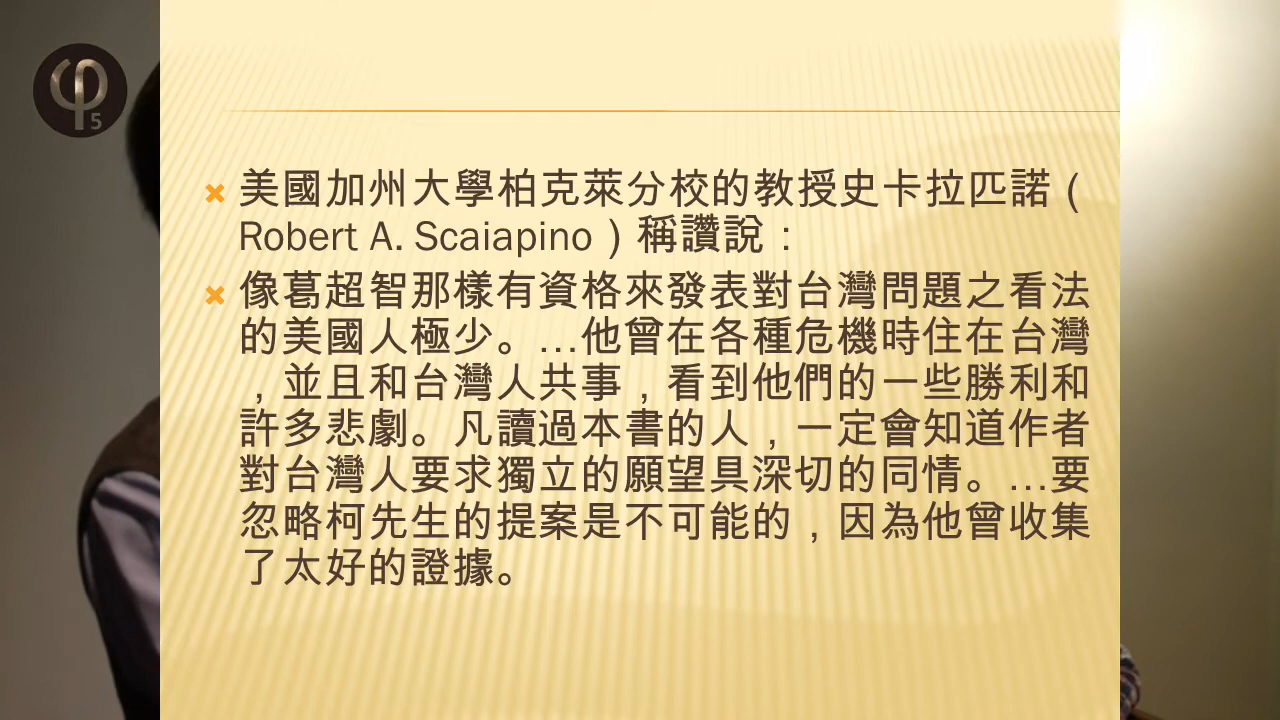 φ5
美國加州大學柏克萊分校的教授史卡拉匹諾（
Robert A. Scaiapino）稱讚說：
像葛超智那樣有資格來發表對台灣問題之看法
的美國人極少。…他曾在各種危機時住在台灣
，並且和台灣人共事，看到他們的一些勝利和
許多悲劇。凡讀過本書的人，一定會知道作者
對台灣人要求獨立的願望具深切的同情。…要
忽略柯先生的提案是不可能的，因為他曾收集
了太好的證據。